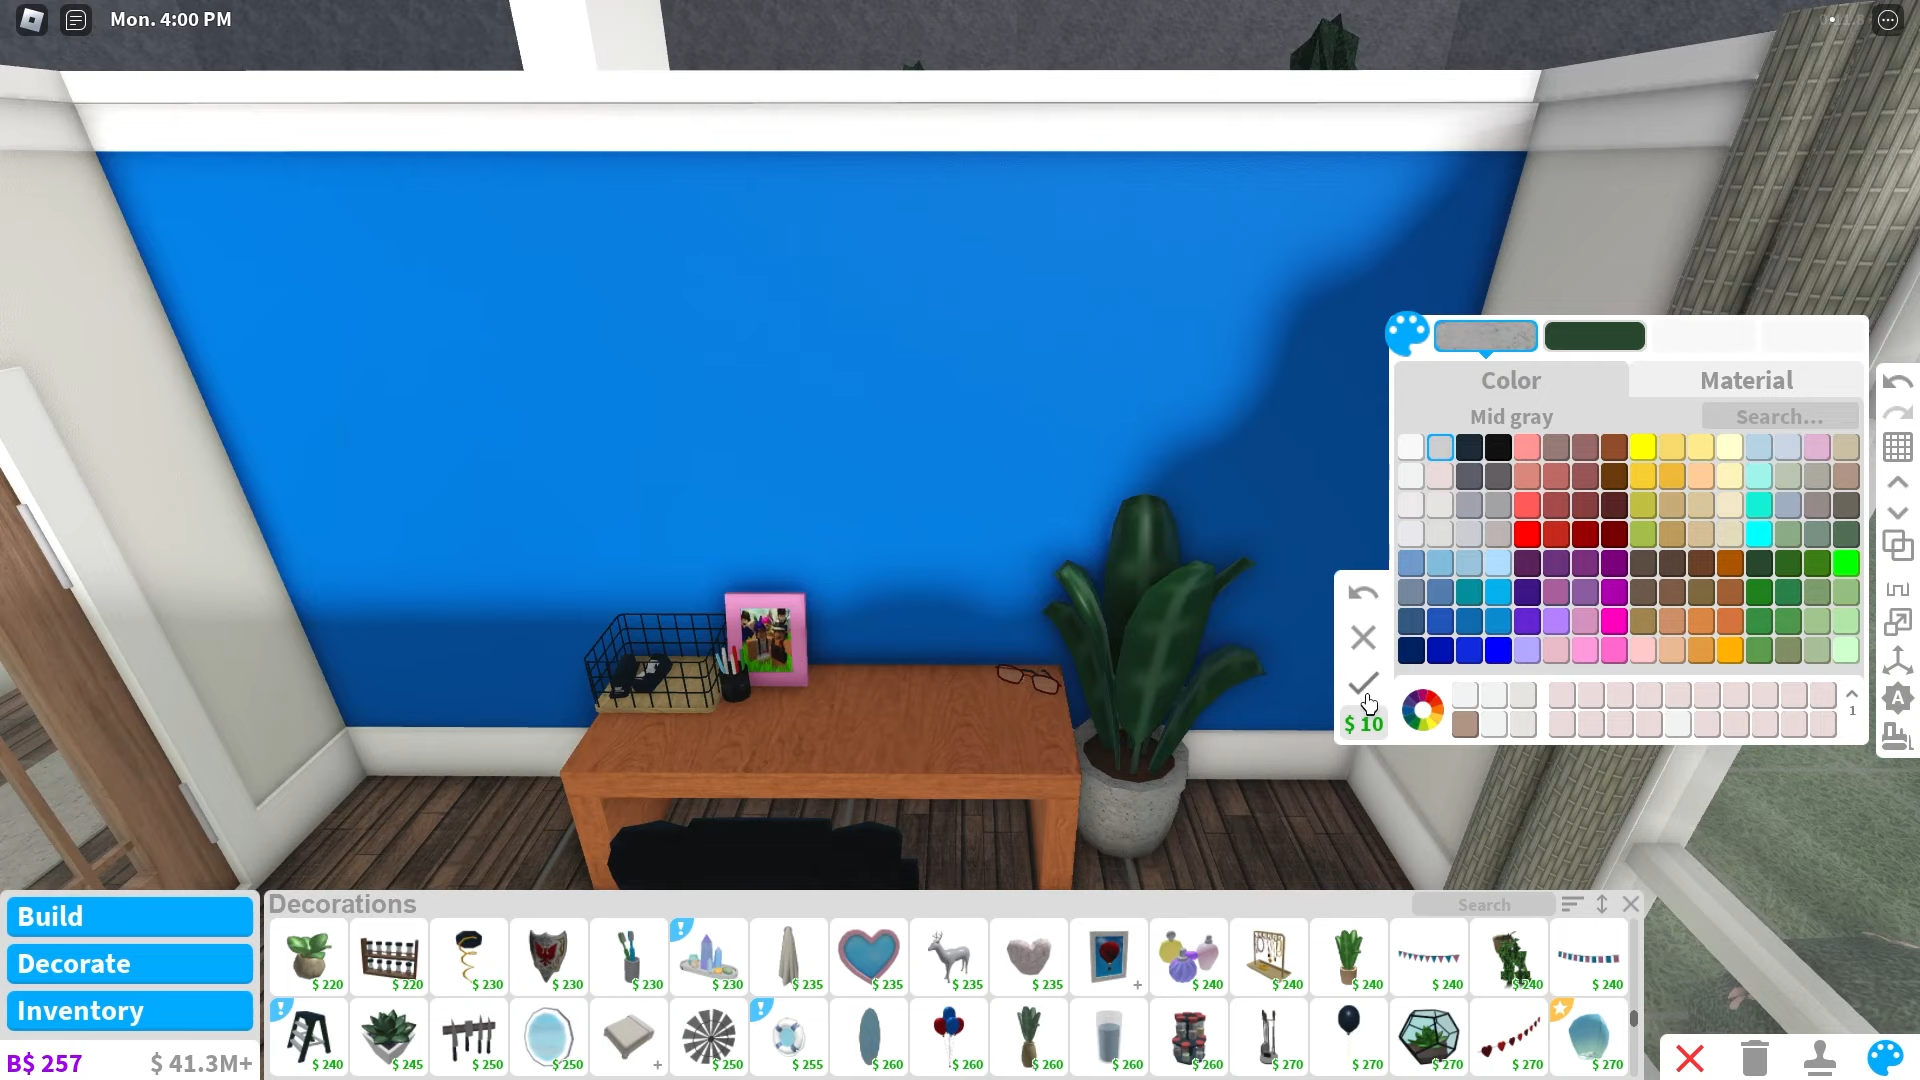 Mon. 4:00 PM
Color
Material
Mid gray
Search...
$ 10
1
A
Build
Decorate
Inventory
B$ 257
$ 41.3M+
Decorations
Search
$ 220
$ 220
$ 230
$ 230
$ 230
$ 230
$ 235
$ 235
$ 235
$ 235
+
$ 240
$ 240
$ 240
$ 240
$ 240
$ 240
$ 240
$ 245
$ 250
$ 250
+
$ 250
$ 255
$ 260
$ 260
$ 260
$ 260
$ 260
$ 270
$ 270
$ 270
$ 270
$ 270